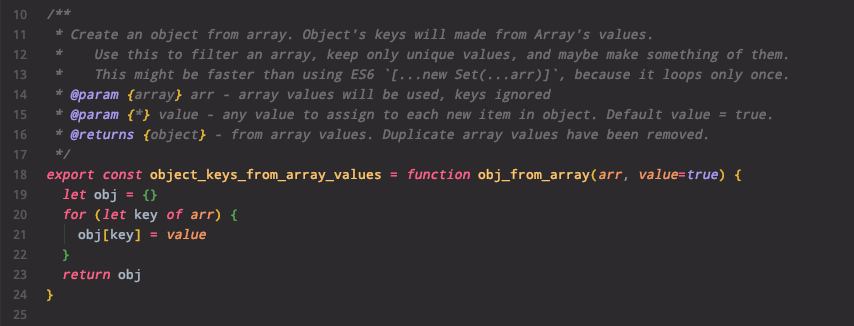 10 /**
11  * Create an object from array. Object's keys will made from Array's values.
12  *    Use this to filter an array, keep only unique values, and maybe make something of them.
13  *    This might be faster than using ES6 `[...new Set(...arr)]`, because it loops only once.
14  * @param {array} arr - array values will be used, keys ignored
15  * @param {*} value - any value to assign to each new item in object. Default value = true.
16  * @returns {object} - from array values. Duplicate array values have been removed.
17  */
18 export const object_keys_from_array_values = function obj_from_array(arr, value=true) {
19   let obj = {}
20   for (let key of arr) {
21     obj[key] = value
22   }
23   return obj
24 }
25